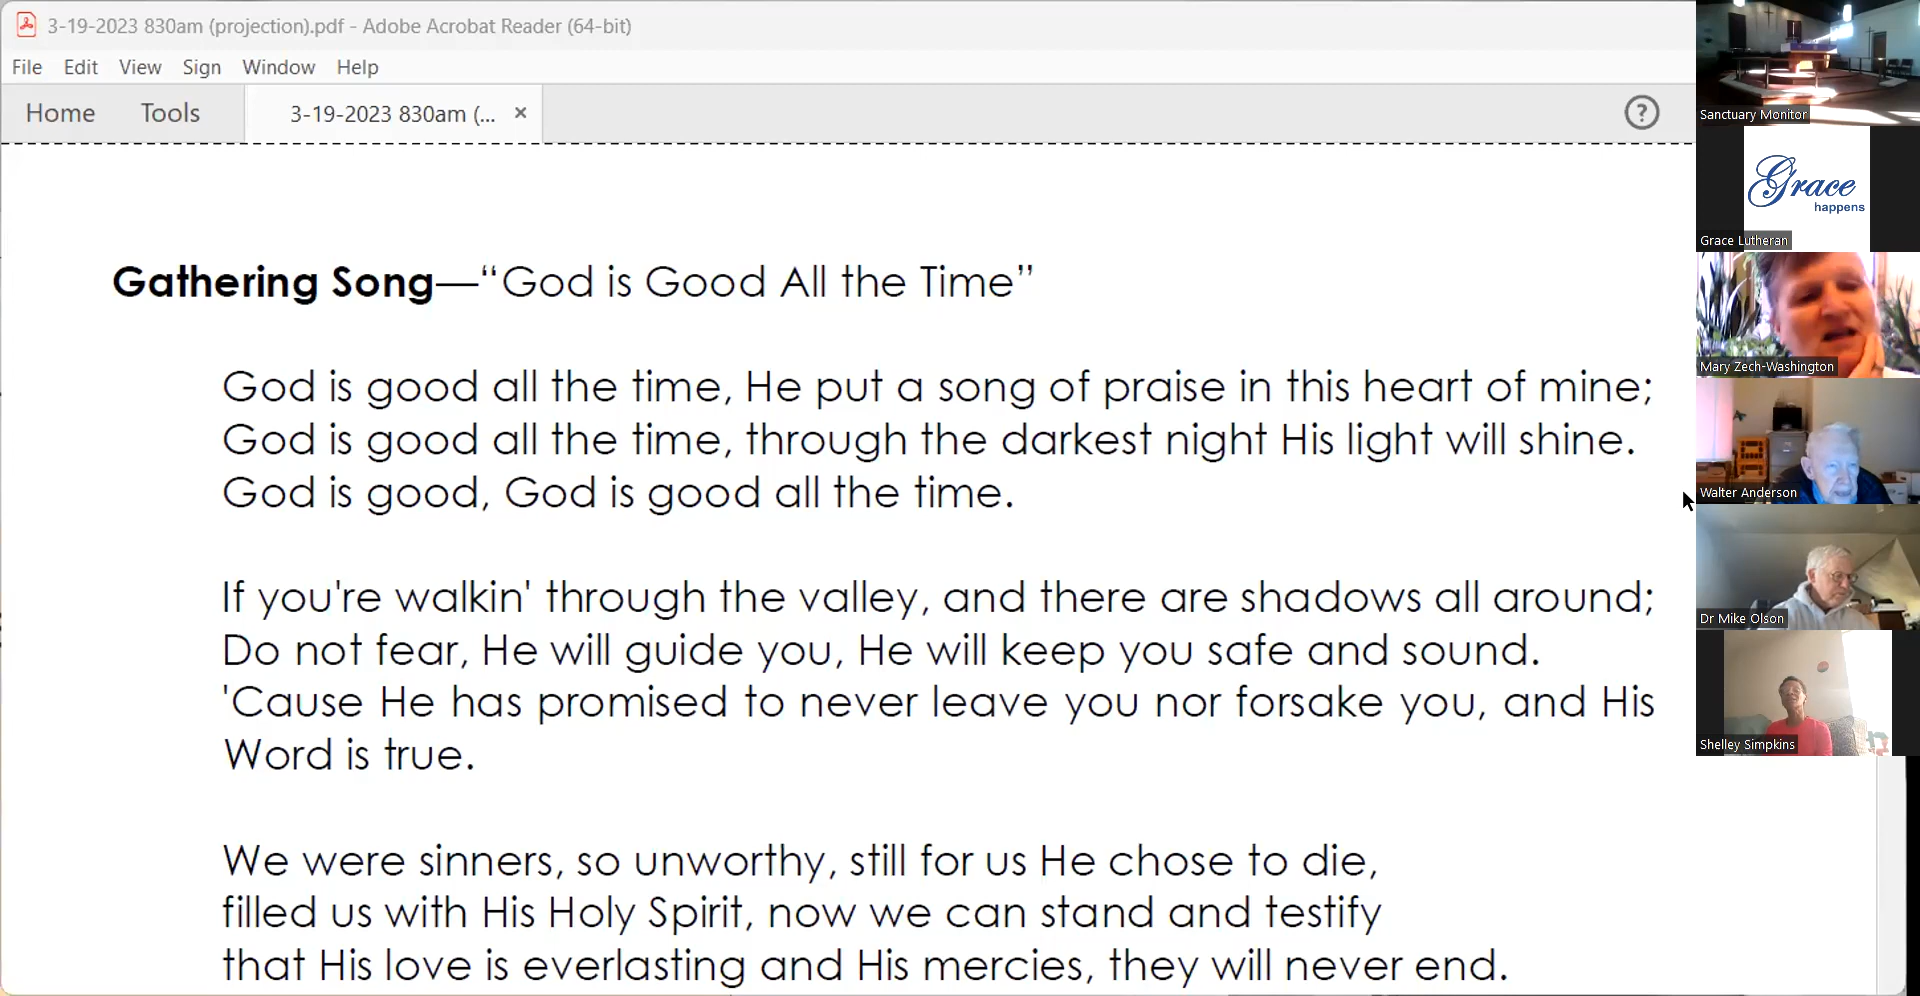 3-19-2023 830am (projection).pdf - Adobe Acrobat Reader (64-bit)
File Edit View Sign Window Help
Home Tools 3-19-2023 830am (... × ?
Gathering Song—“God is Good All the Time”
God is good all the time, He put a song of praise in this heart of mine;
God is good all the time, through the darkest night His light will shine.
God is good, God is good all the time.
If you're walkin' through the valley, and there are shadows all around;
Do not fear, He will guide you, He will keep you safe and sound.
'Cause He has promised to never leave you nor forsake you, and His
Word is true.
We were sinners, so unworthy, still for us He chose to die,
filled us with His Holy Spirit, now we can stand and testify
that His love is everlasting and His mercies, they will never end.
Sanctuary Monitor
Grace
happens
Grace Lutheran
Mary Zech-Washington
Walter Anderson
Dr Mike Olson
Shelley Simpkins